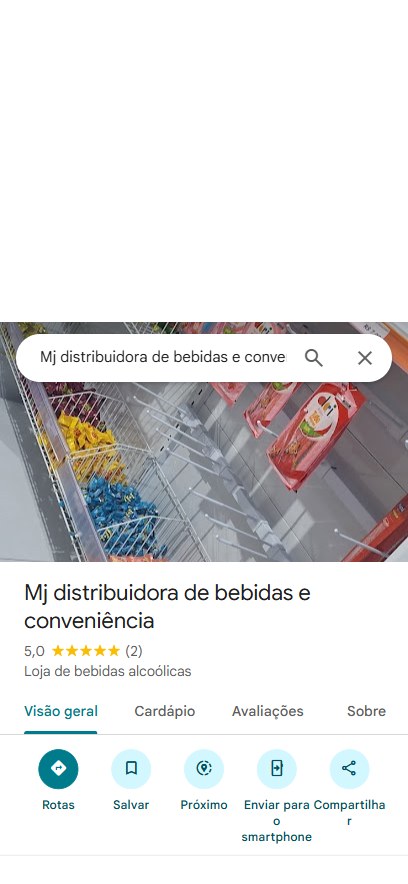 Mj distribuidora de bebidas e conve
Mj distribuidora de bebidas e
conveniência
5,0 (2)
Loja de bebidas alcoólicas
Visão geral Cardápio Avaliações Sobre
Rotas Salvar Próximo Enviar para o smartphone Compartilhar